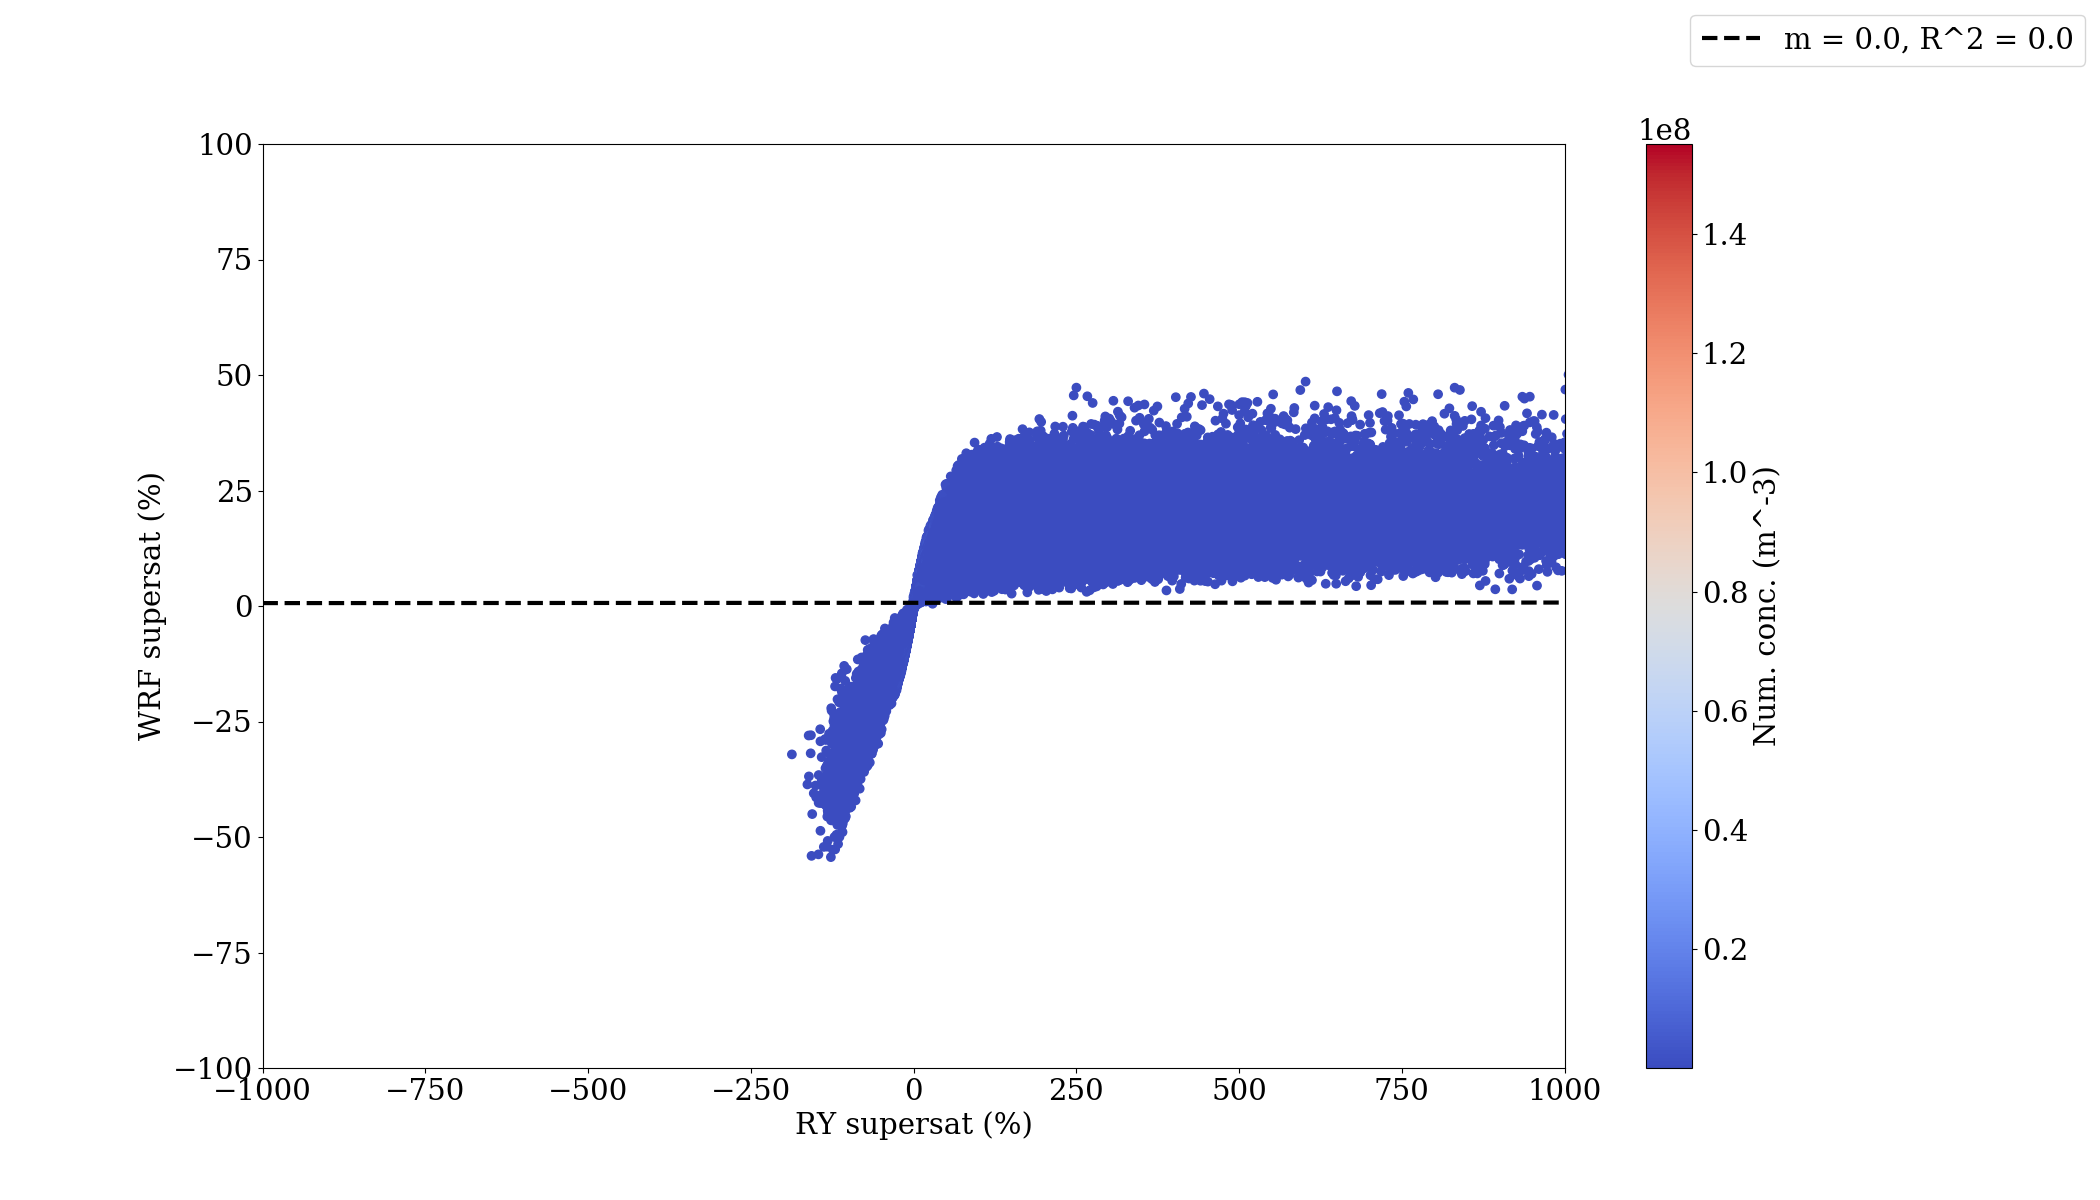 m = 0.0, R^2 = 0.0
1e8
100
75
50
25
0
−25
−50
−75
−100
WRF supersat (%)
−1000 −750 −500 −250 0 250 500 750 1000
RY supersat (%)
1.4
1.2
1.0
0.8
0.6
0.4
0.2
Num. conc. (m^-3)